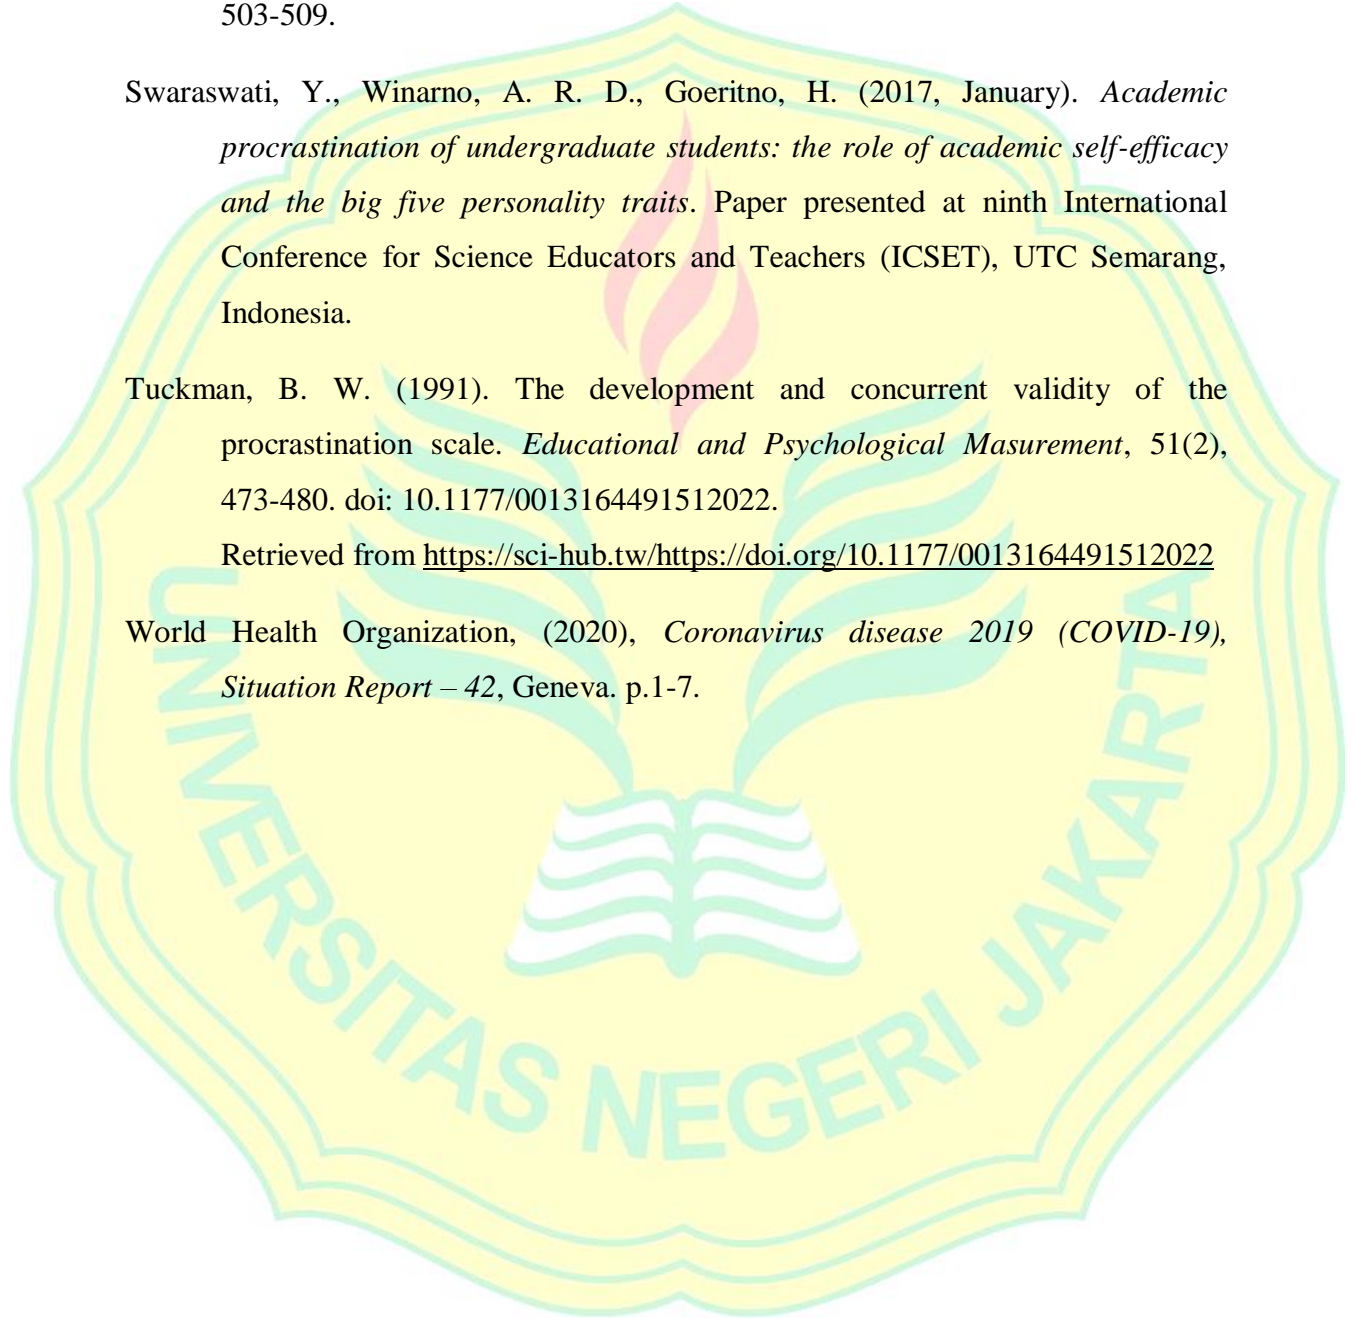 503-509.
Swaraswati, Y., Winarno, A. R. D., Goeritno, H. (2017, January). Academic
procrastination of undergraduate students: the role of academic self-efficacy
and the big five personality traits. Paper presented at ninth International
Conference for Science Educators and Teachers (ICSET), UTC Semarang,
Indonesia.
Tuckman, B. W. (1991). The development and concurrent validity of the
procrastination scale. Educational and Psychological Masurement, 51(2),
473-480. doi: 10.1177/0013164491512022.
Retrieved from https://sci-hub.tw/https://doi.org/10.1177/0013164491512022
World Health Organization, (2020), Coronavirus disease 2019 (COVID-19),
Situation Report – 42, Geneva. p.1-7.
UNIVERSITAS NEGERI JAKARTA